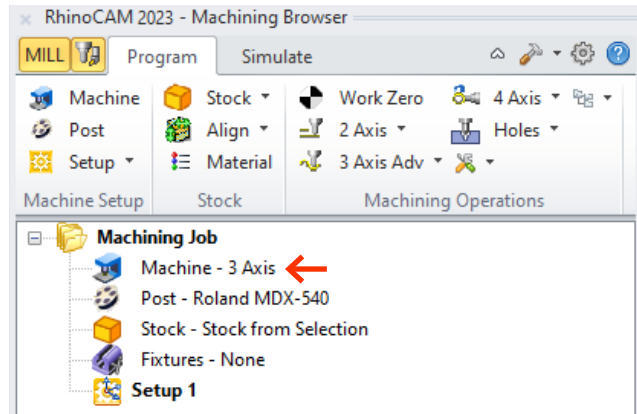 RhinoCAM 2023 - Machining Browser
MILL Program Simulate
Machine Stock Work Zero 4 Axis
Post Align 2 Axis Holes
Setup Material 3 Axis Adv
Machine Setup Stock Machining Operations
Machining Job
Machine - 3 Axis
Post - Roland MDX-540
Stock - Stock from Selection
Fixtures - None
Setup 1